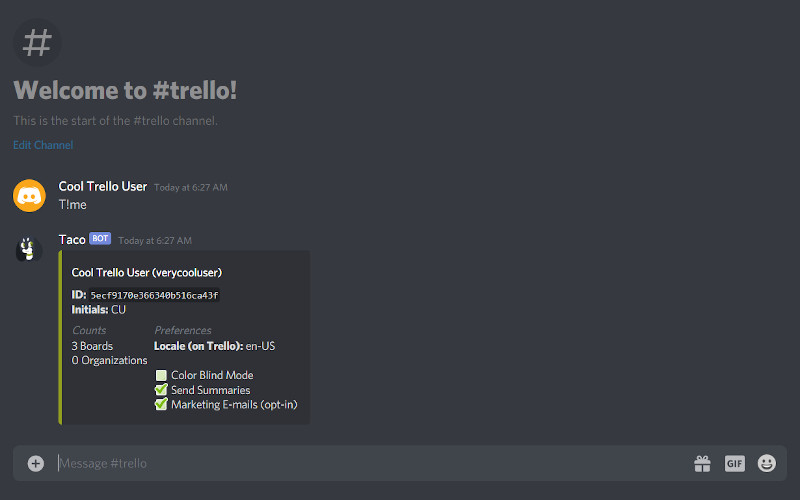 Welcome to #trello!
This is the start of the #trello channel.
Edit Channel
Cool Trello User Today at 6:27 AM
T!me
Taco BOT Today at 6:27 AM
Cool Trello User (verycooluser)
ID: 5ecf9170e366340b516ca43f
Initials: CU
Counts
3 Boards
0 Organizations
Preferences
Locale (on Trello): en-US
Color Blind Mode
Send Summaries
Marketing E-mails (opt-in)
Message #trello
GIF